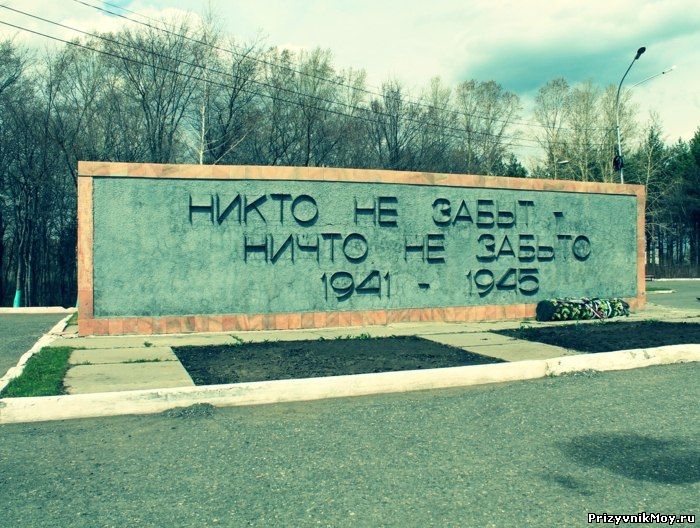 НИКТО НЕ ЗАБЫТ -
НИЧТО НЕ ЗАБЫТО
1941 - 1945
PrizyvnikMoy.ru